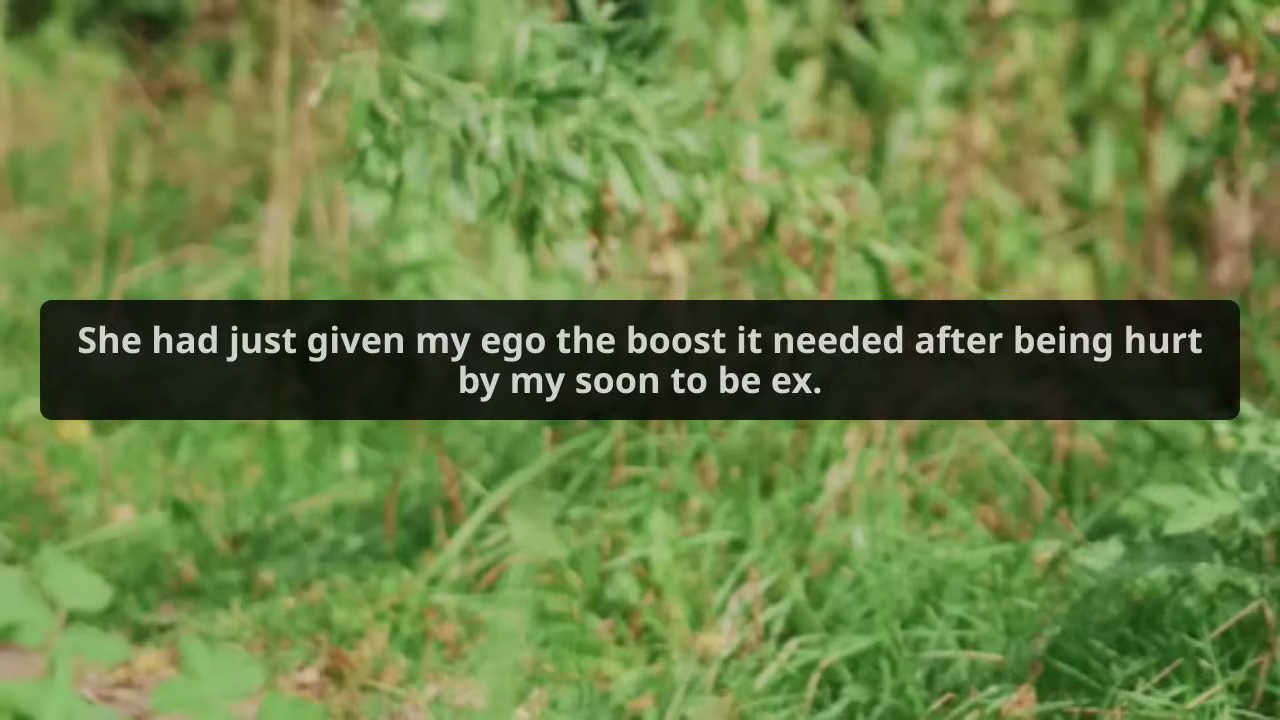 She had just given my ego the boost it needed after being hurt
by my soon to be ex.